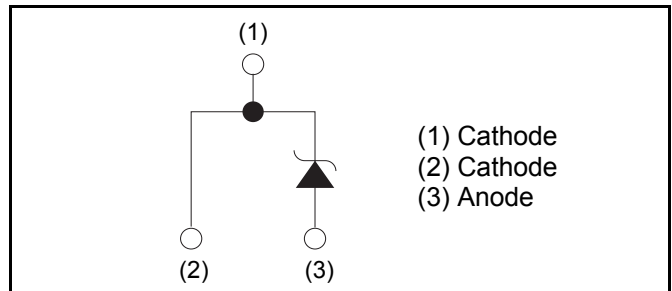 (1)
(1) Cathode
(2) Cathode
(3) Anode
(2) (3)